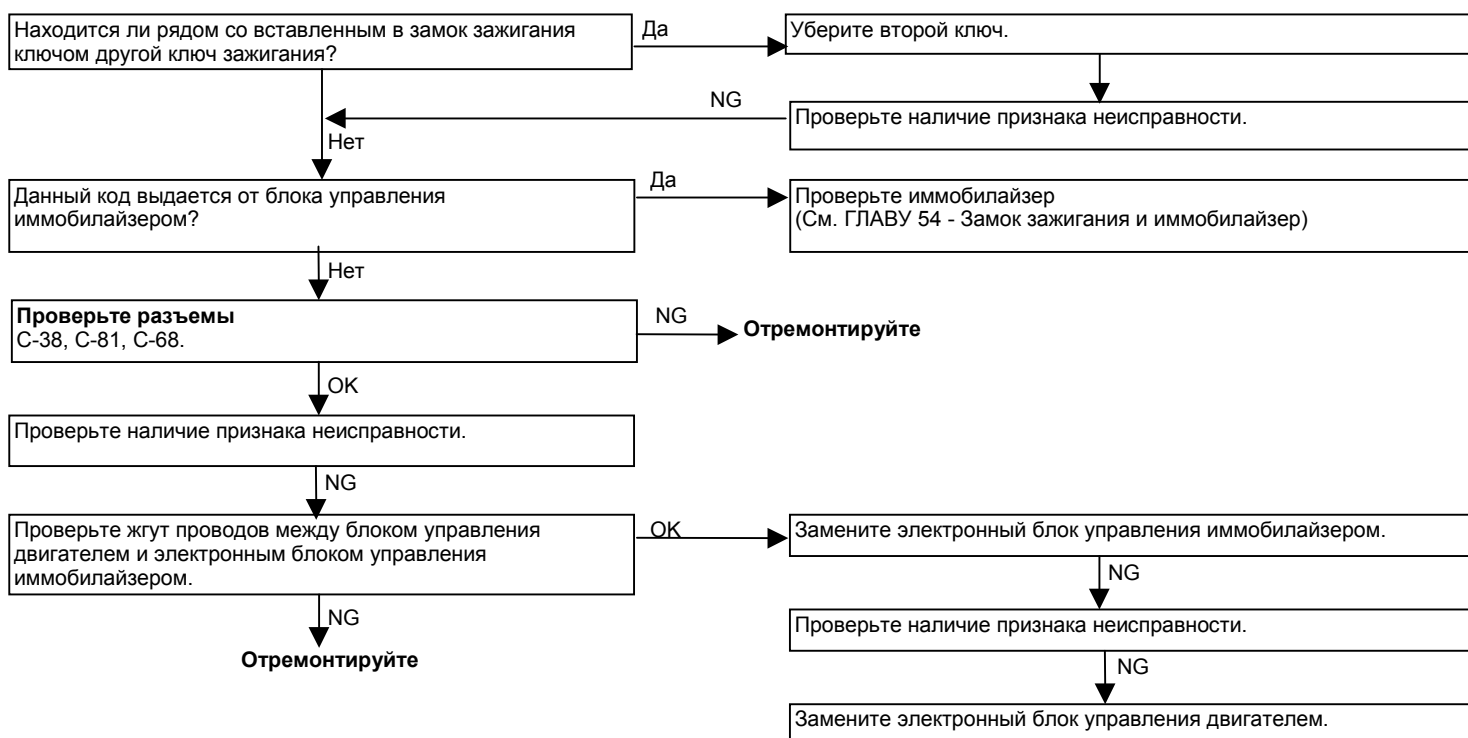 Находится ли рядом со вставленным в замок зажигания
ключом другой ключ зажигания?
Да
Уберите второй ключ.
NG
Проверьте наличие признака неисправности.
Нет
Данный код выдается от блока управления
иммобилайзером?
Да
Проверьте иммобилайзер
(См. ГЛАВУ 54 - Замок зажигания и иммобилайзер)
Нет
Проверьте разъемы
С-38, С-81, С-68.
NG
Отремонтируйте
OK
Проверьте наличие признака неисправности.
NG
Проверьте жгут проводов между блоком управления
двигателем и электронным блоком управления
иммобилайзером.
OK
Замените электронный блок управления иммобилайзером.
NG
Проверьте наличие признака неисправности.
NG
Отремонтируйте
NG
Замените электронный блок управления двигателем.